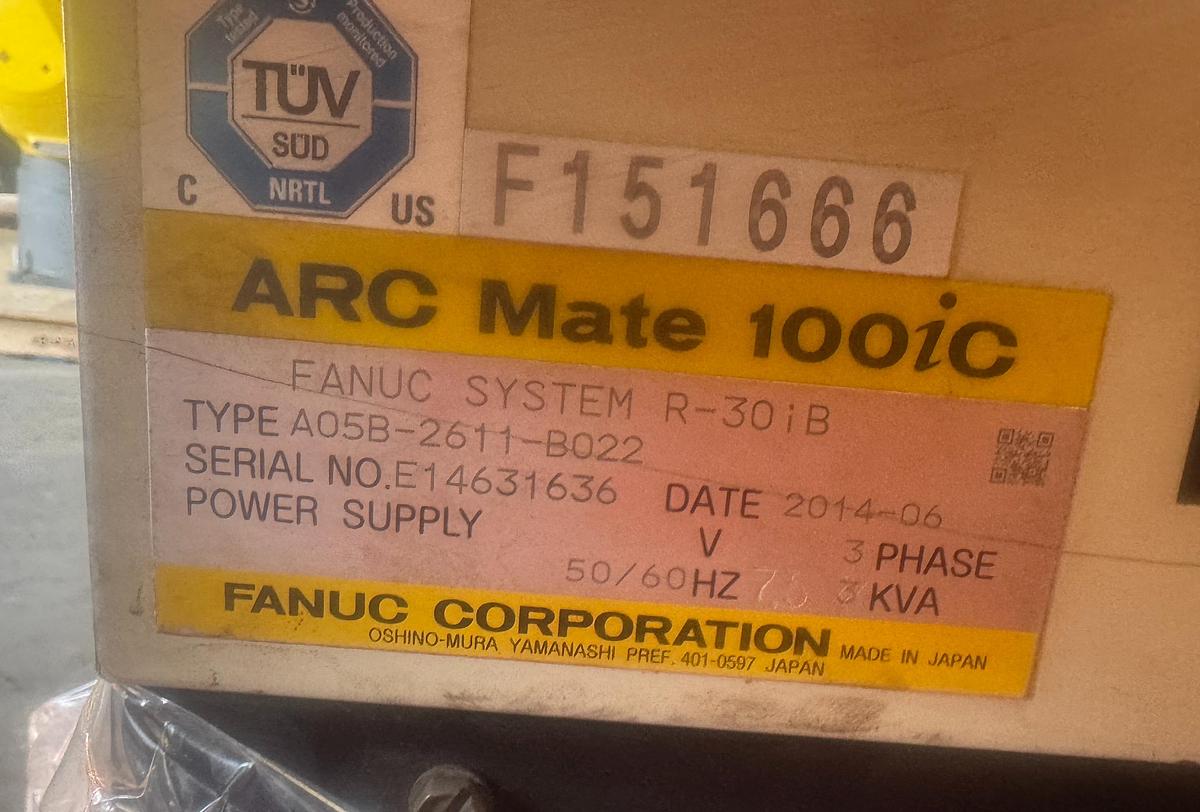 Type tested
Production monitored
TÜV
SÜD
NRTL
C
US
F151666
ARC Mate 100iC
FANUC SYSTEM R-30iB
TYPE A05B-2611-B022
SERIAL NO.E14631636 DATE 2014-06
POWER SUPPLY V 3 PHASE
50/60HZ 3 KVA
FANUC CORPORATION MADE IN JAPAN
OSHINO-MURA YAMANASHI PREF. 401-0597 JAPAN